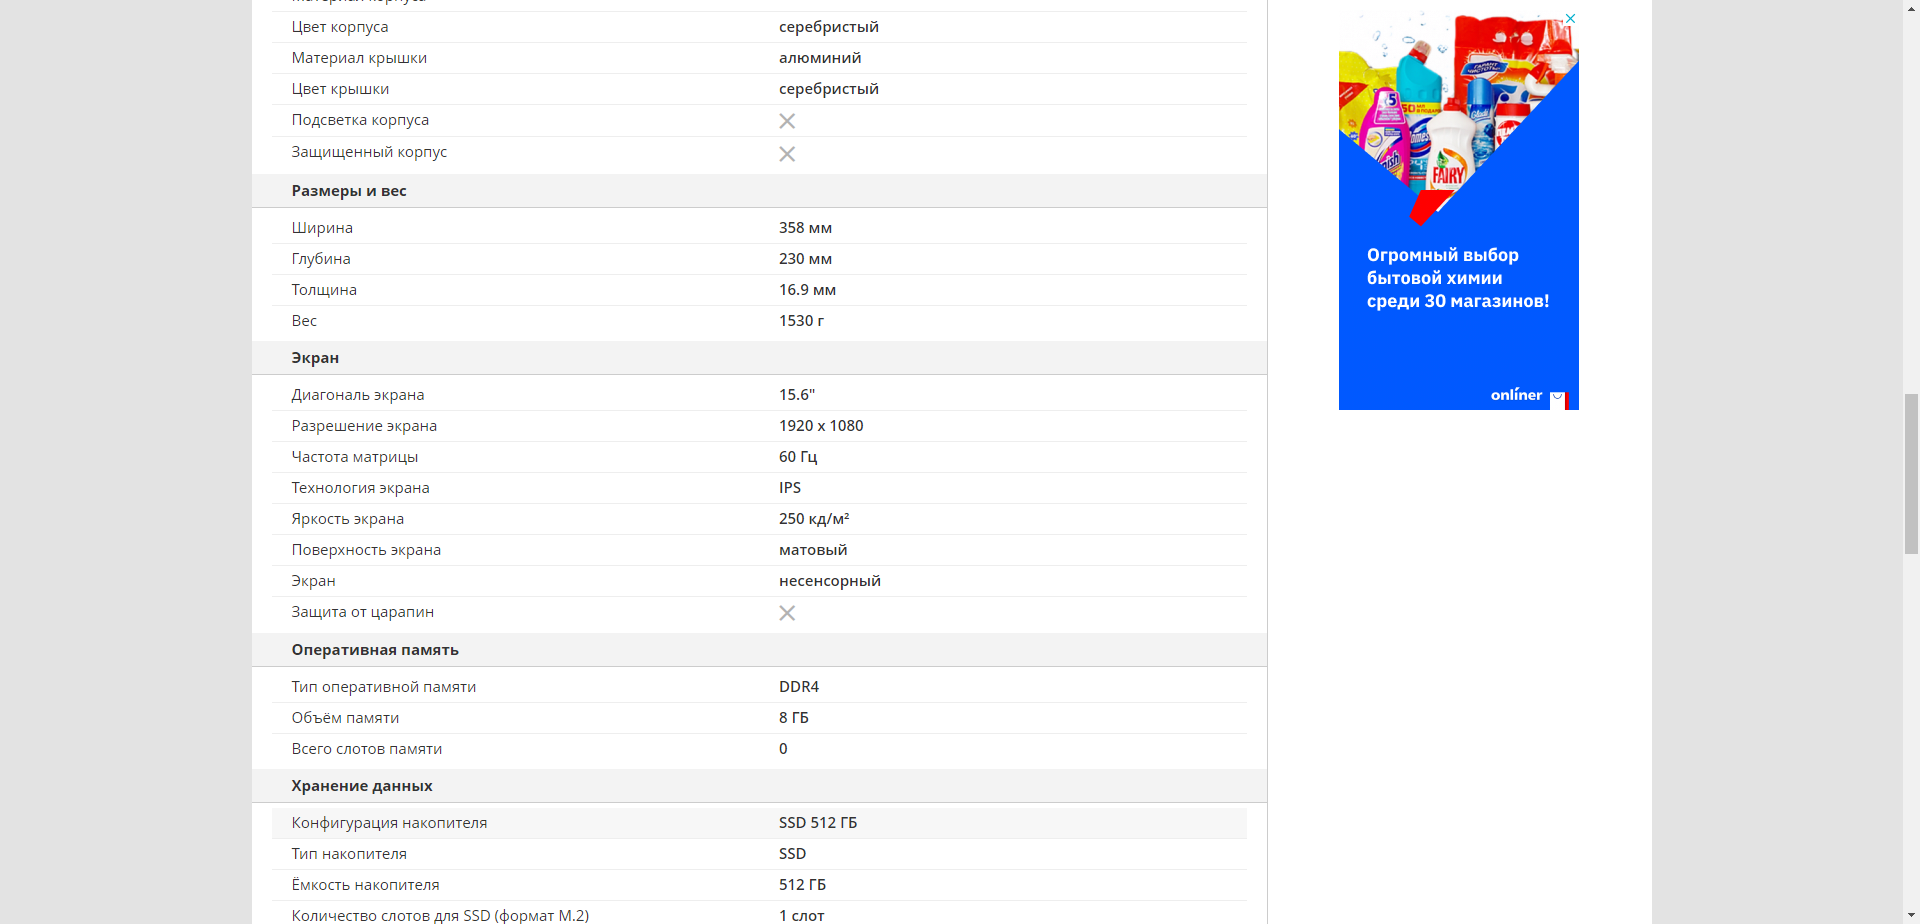 Цвет корпуса серебристый
Материал крышки алюминий
Цвет крышки серебристый
Подсветка корпуса
Защищенный корпус
Размеры и вес
Ширина 358 мм
Глубина 230 мм
Толщина 16.9 мм
Вес 1530 г
Экран
Диагональ экрана 15.6"
Разрешение экрана 1920 x 1080
Частота матрицы 60 Гц
Технология экрана IPS
Яркость экрана 250 кд/м²
Поверхность экрана матовый
Экран несенсорный
Защита от царапин
Оперативная память
Тип оперативной памяти DDR4
Объём памяти 8 ГБ
Всего слотов памяти 0
Хранение данных
Конфигурация накопителя SSD 512 ГБ
Тип накопителя SSD
Ёмкость накопителя 512 ГБ
Количество слотов для SSD (формат M.2) 1 слот
FAIRY
Огромный выбор
бытовой химии
среди 30 магазинов!
onlíner